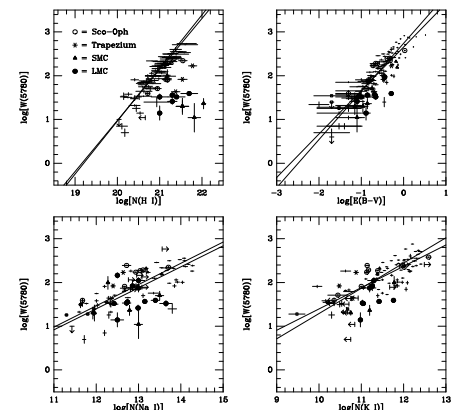 3
2
1
0
log[W(5780)]
= Sco-Oph
= Trapezium
= SMC
= LMC
19 20 21 22
log[N(H I)]
3
2
1
0
log[W(5780)]
-3 -2 -1 0 1
log[E(B-V)]
3
2
1
0
log[W(5780)]
11 12 13 14 15
log[N(Na I)]
3
2
1
0
log[W(5780)]
9 10 11 12 13
log[N(K I)]